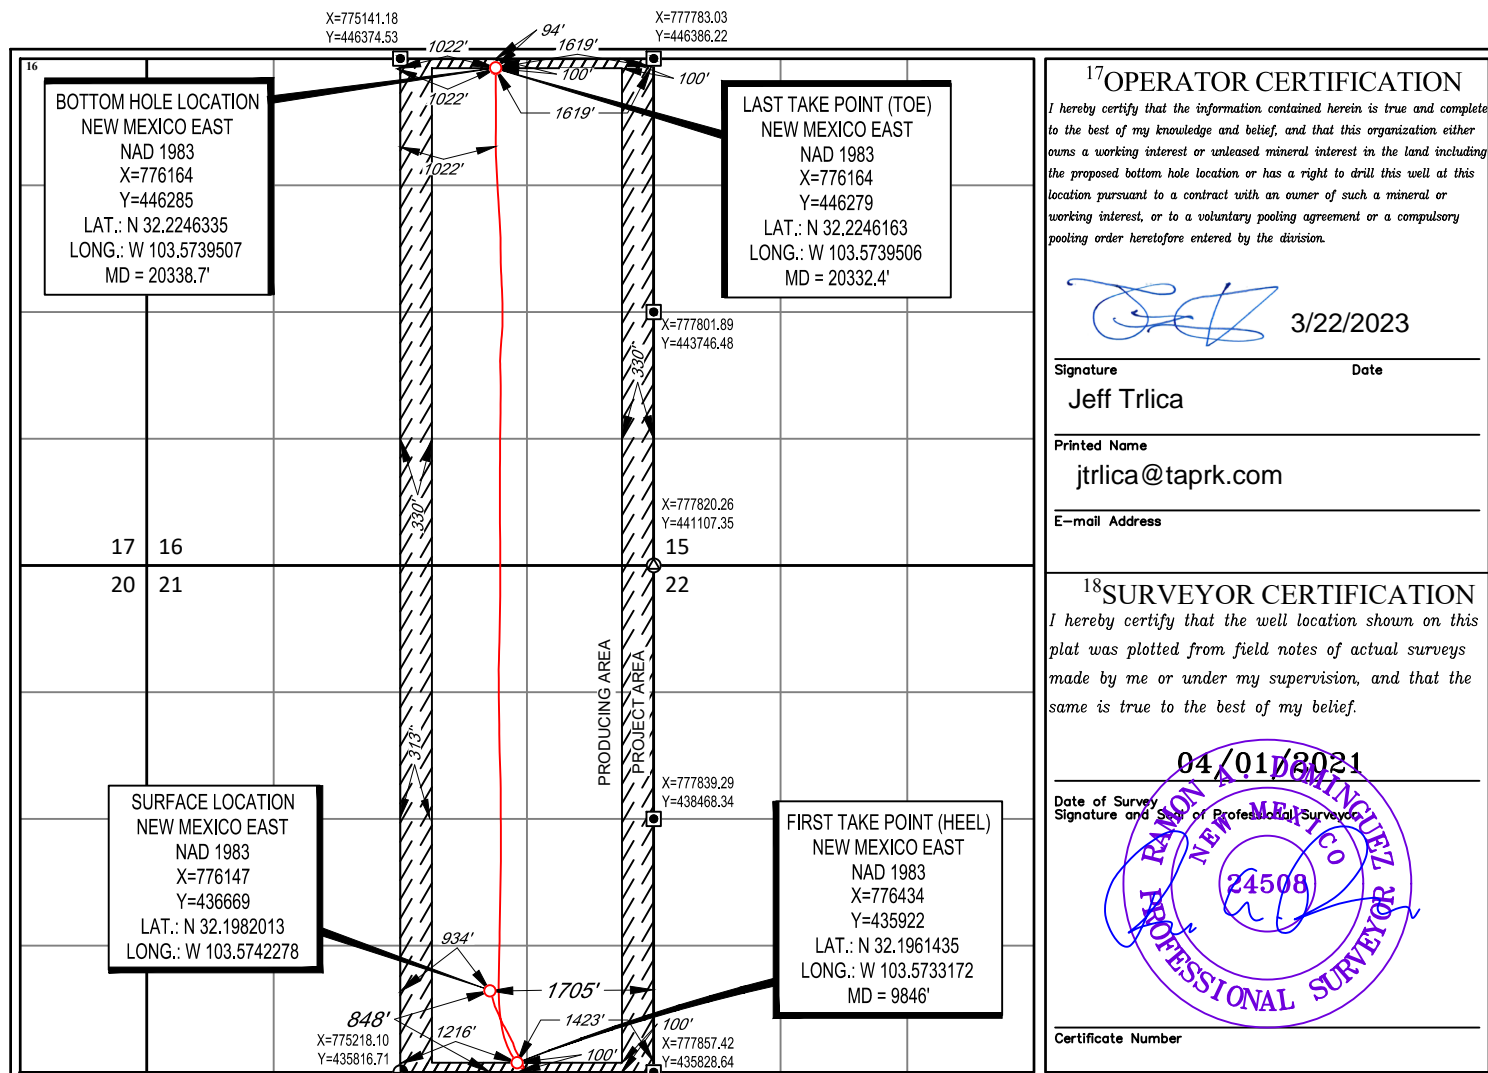 X=775141.18
Y=446374.53
X=777783.03
Y=446386.22
1022'
94'
1619'
100'
100'
1022'
1619'
1022'
16
BOTTOM HOLE LOCATION
NEW MEXICO EAST
NAD 1983
X=776164
Y=446285
LAT.: N 32.2246335
LONG.: W 103.5739507
MD = 20338.7'
LAST TAKE POINT (TOE)
NEW MEXICO EAST
NAD 1983
X=776164
Y=446279
LAT.: N 32.2246163
LONG.: W 103.5739506
MD = 20332.4'
X=777801.89
Y=443746.48
330'
330'
X=777820.26
Y=441107.35
17 16
15
20 21
22
PRODUCING AREA
PROJECT AREA
313'
X=777839.29
Y=438468.34
SURFACE LOCATION
NEW MEXICO EAST
NAD 1983
X=776147
Y=436669
LAT.: N 32.1982013
LONG.: W 103.5742278
FIRST TAKE POINT (HEEL)
NEW MEXICO EAST
NAD 1983
X=776434
Y=435922
LAT.: N 32.1961435
LONG.: W 103.5733172
MD = 9846'
934'
1705'
848'
1216'
1423'
100'
100'
X=775218.10
Y=435816.71
X=777857.42
Y=435828.64
17 OPERATOR CERTIFICATION
I hereby certify that the information contained herein is true and complete
to the best of my knowledge and belief, and that this organization either
owns a working interest or unleased mineral interest in the land including
the proposed bottom hole location or has a right to drill this well at this
location pursuant to a contract with an owner of such a mineral or
working interest, or to a voluntary pooling agreement or a compulsory
pooling order heretofore entered by the division.
3/22/2023
Signature Date
Jeff Trlica
Printed Name
jtrlica@taprk.com
E-mail Address
18 SURVEYOR CERTIFICATION
I hereby certify that the well location shown on this
plat was plotted from field notes of actual surveys
made by me or under my supervision, and that the
same is true to the best of my belief.
04/01/2021
Date of Survey
Signature and Seal of Professional Surveyor
RAMON A. DOMINGUEZ
NEW MEXICO
24508
PROFESSIONAL SURVEYOR
Certificate Number